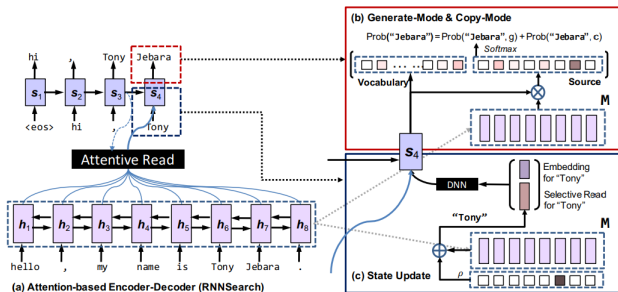 hi , Tony Jebara
s1 s2 s3 s4
<eos> hi , Tony
Attentive Read
h1 h2 h3 h4 h5 h6 h7 h8
hello , my name is Tony Jebara .
(a) Attention-based Encoder-Decoder (RNNSearch)
(b) Generate-Mode & Copy-Mode
Prob(“Jebara”)=Prob(“Jebara”, g) + Prob(“Jebara”, c)
Softmax
... ...
Vocabulary Source
M
s4
DNN
Embedding
for “Tony”
Selective Read
for “Tony”
“Tony”
M
ρ
(c) State Update